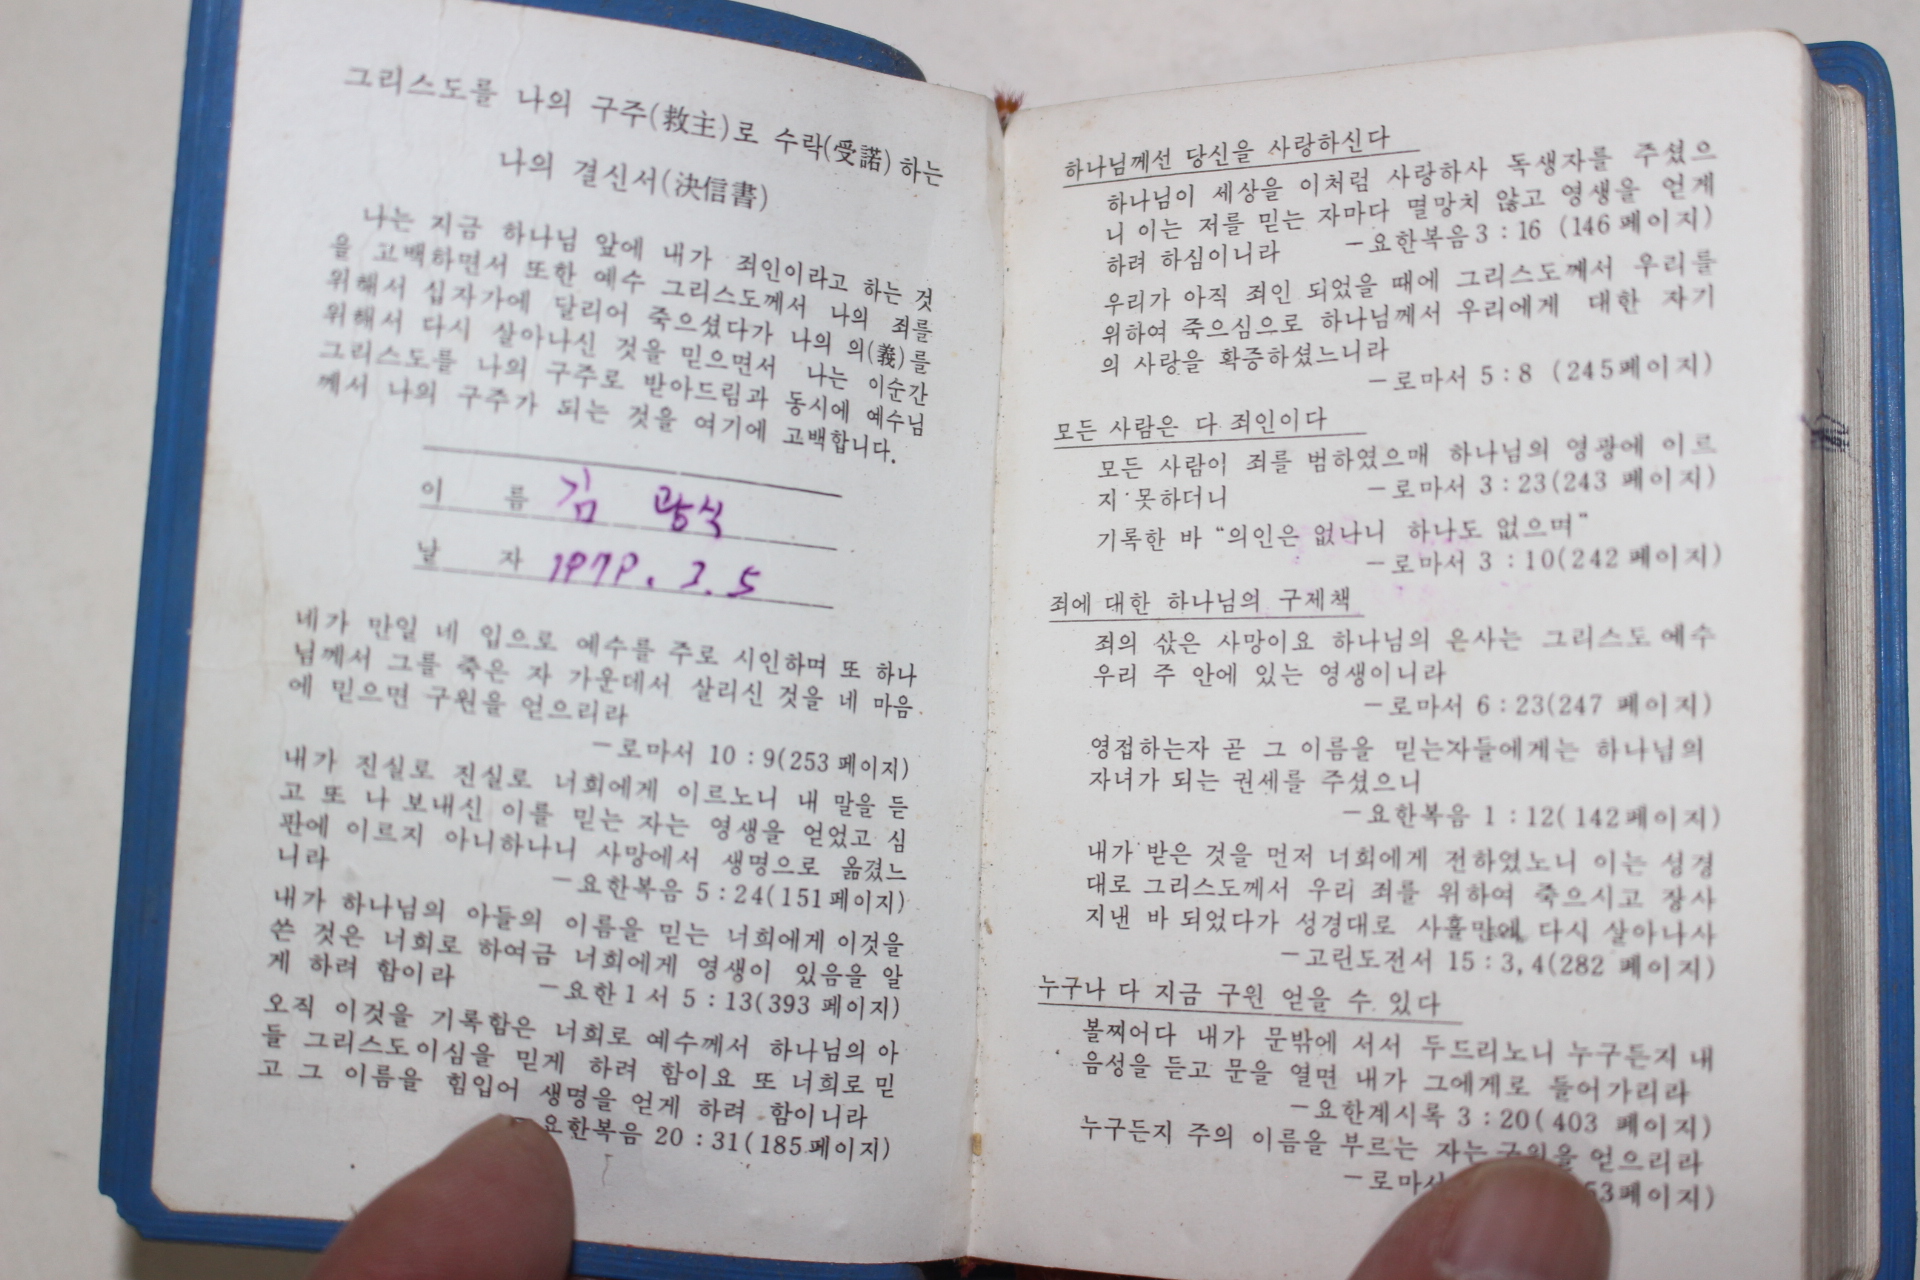 그리스도를 나의 구주(救主)로 수락(受諾)하는
나의 결신서(決信書)
나는 지금 하나님 앞에 내가 죄인이라고 하는 것
을 고백하면서 또한 예수 그리스도께서 나의 죄를
위해서 십자가에 달리어 죽으셨다가 나의 의(義)를
위해서 다시 살아나신 것을 믿으면서 나는 이순간
그리스도를 나의 구주로 받아드림과 동시에 예수님
께서 나의 구주가 되는 것을 여기에 고백합니다.
이 름 김 광식
날 자 1979. 2. 5
네가 만일 네 입으로 예수를 주로 시인하며 또 하나
님께서 그를 죽은 자 가운데서 살리신 것을 네 마음
에 믿으면 구원을 얻으리라
—로마서 10 : 9(253 페이지)
내가 진실로 진실로 너희에게 이르노니 내 말을 듣
고 또 나 보내신 이를 믿는 자는 영생을 얻었고 심
판에 이르지 아니하나니 사망에서 생명으로 옮겼느
니라 —요한복음 5 : 24(151페이지)
내가 하나님의 아들의 이름을 믿는 너희에게 이것을
쓴 것은 너희로 하여금 너희에게 영생이 있음을 알
게 하려 함이라 —요한1서 5 : 13(393 페이지)
오직 이것을 기록함은 너희로 예수께서 하나님의 아
들 그리스도이심을 믿게 하려 함이요 또 너희로 믿
고 그 이름을 힘입어 생명을 얻게 하려 함이니라
요한복음 20 : 31(185페이지)
하나님께선 당신을 사랑하신다
하나님이 세상을 이처럼 사랑하사 독생자를 주셨으
니 이는 저를 믿는 자마다 멸망치 않고 영생을 얻게
하려 하심이니라 —요한복음3 : 16 (146페이지)
우리가 아직 죄인 되었을 때에 그리스도께서 우리를
위하여 죽으심으로 하나님께서 우리에게 대한 자기
의 사랑을 확증하셨느니라
—로마서 5 : 8 (245페이지)
모든 사람은 다 죄인이다
모든 사람이 죄를 범하였으매 하나님의 영광에 이르
지 못하더니 —로마서 3 : 23(243 페이지)
기록한 바 “의인은 없나니 하나도 없으며”
—로마서 3 : 10(242 페이지)
죄에 대한 하나님의 구제책
죄의 삯은 사망이요 하나님의 은사는 그리스도 예수
우리 주 안에 있는 영생이니라
—로마서 6 : 23(247 페이지)
영접하는자 곧 그 이름을 믿는자들에게는 하나님의
자녀가 되는 권세를 주셨으니
—요한복음 1 : 12( 142페이지)
내가 받은 것을 먼저 너희에게 전하였노니 이는 성경
대로 그리스도께서 우리 죄를 위하여 죽으시고 장사
지낸 바 되었다가 성경대로 사흘만에 다시 살아나사
—고린도전서 15 : 3, 4(282 페이지)
누구나 다 지금 구원 얻을 수 있다
볼찌어다 내가 문밖에 서서 두드리노니 누구든지 내
음성을 듣고 문을 열면 내가 그에게로 들어가리라
—요한계시록 3 : 20( 403 페이지)
누구든지 주의 이름을 부르는 자는 구원을 얻으리라
—로마서 53페이지)